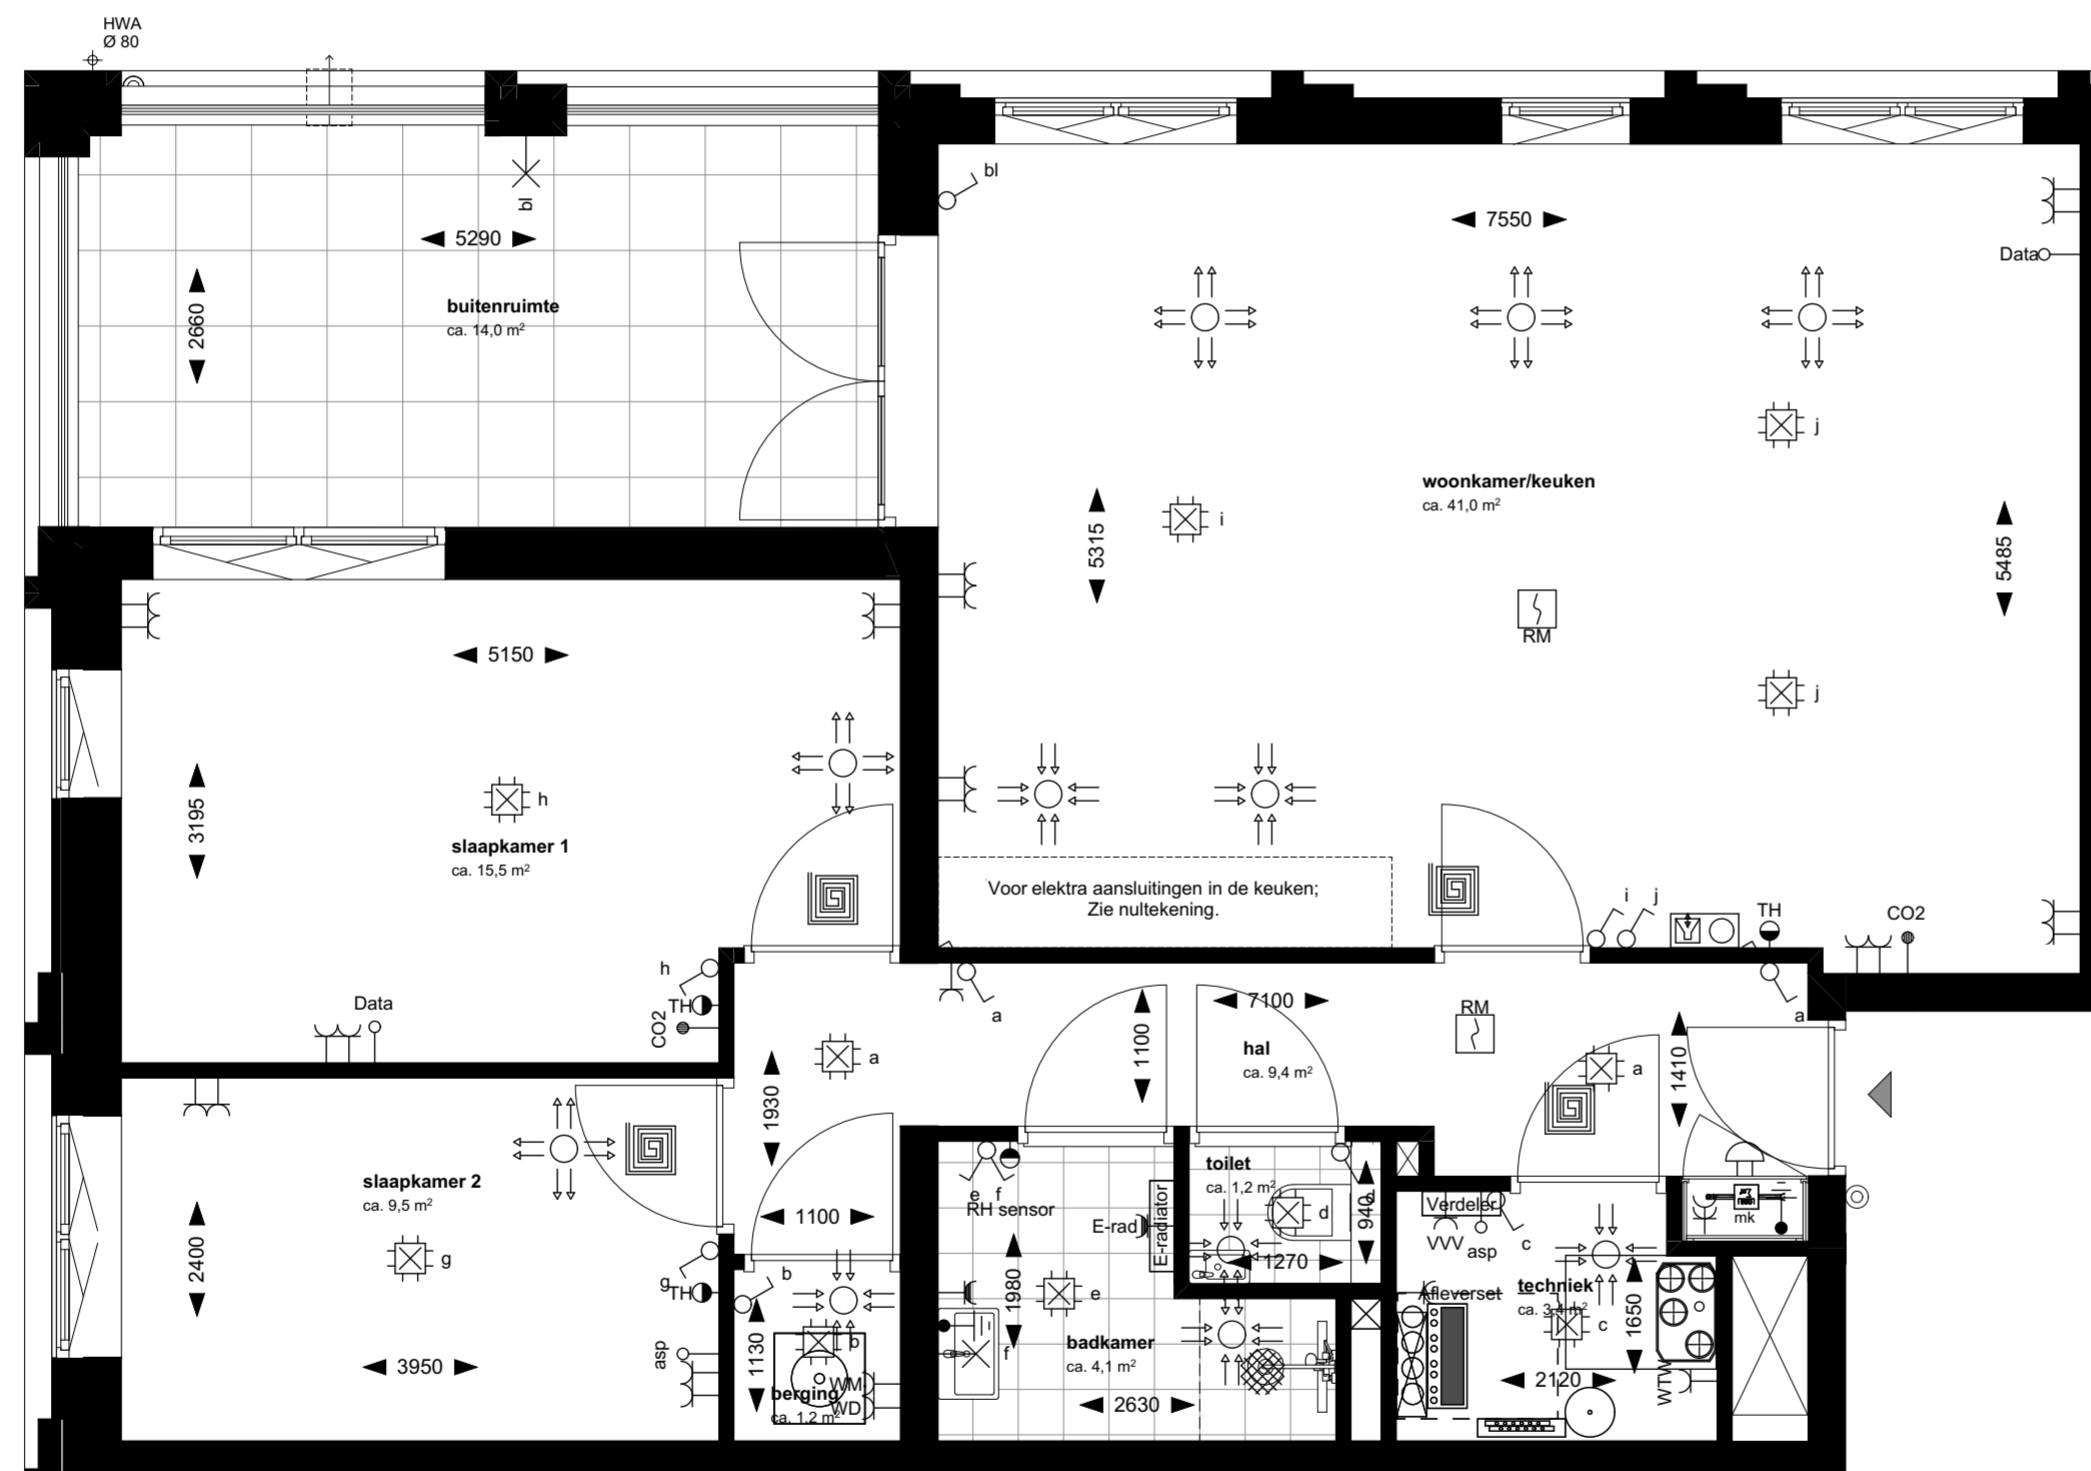 HWA
Ø 80
bl
bl
5290
7550
Data
2660
buitenruimte
ca. 14,0 m²
j
woonkamer/keuken
ca. 41,0 m²
i
5315
5485
RM
5150
j
h
3195
slaapkamer 1
ca. 15,5 m²
Voor elektra aansluitingen in de keuken;
Zie nultekening.
i
j
TH
CO2
h
Data
TH
CO2
a
7100
RM
a
1100
hal
ca. 9,4 m²
a
a
1410
1930
slaapkamer 2
ca. 9,5 m²
toilet
ca. 1,2 m²
e
f
RH sensor
E-rad
E-radiator
d
940
Verdeler
VVV
asp
c
mk
1100
2400
g
g
TH
b
1270
1980
e
Afleverset
techniek
ca. 3,4 m²
c
1650
1130
b
badkamer
ca. 4,1 m²
f
asp
3950
WM
berging
WD
ca. 1,2 m²
2630
2120
WTW